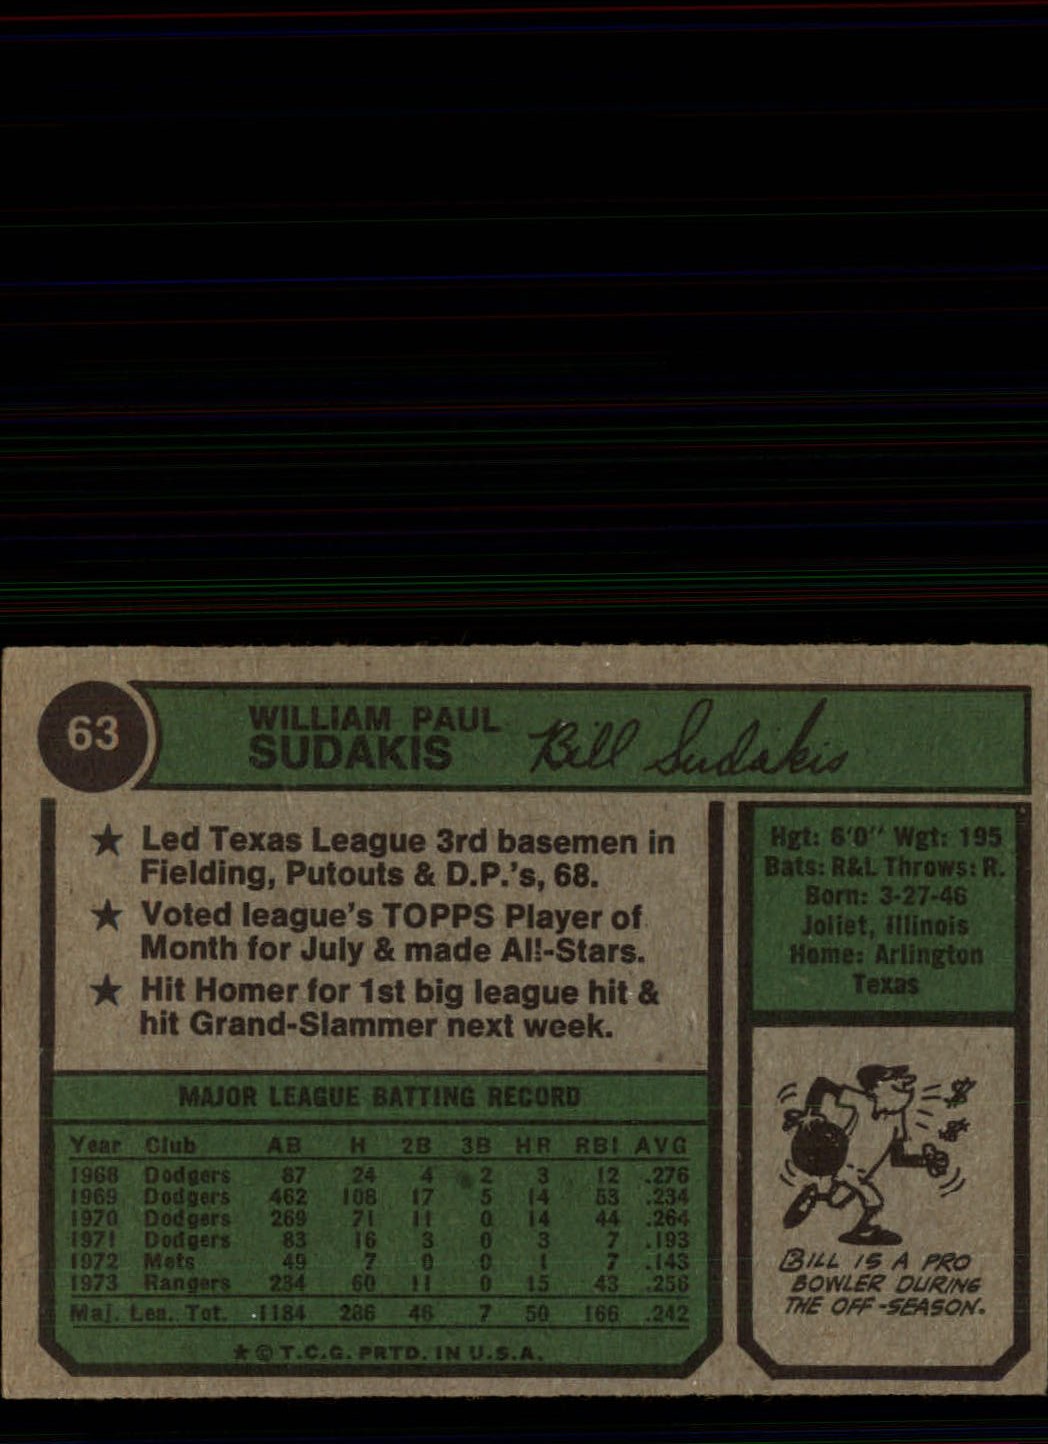 63
WILLIAM PAUL
SUDAKIS
Bill Sudakis
★ Led Texas League 3rd basemen in
Fielding, Putouts & D.P.'s, 68.
★ Voted league's TOPPS Player of
Month for July & made All-Stars.
★ Hit Homer for 1st big league hit &
hit Grand-Slammer next week.
Hgt: 6'0" Wgt: 195
Bats: R&L Throws: R.
Born: 3-27-46
Joliet, Illinois
Home: Arlington
Texas
MAJOR LEAGUE BATTING RECORD
Year Club AB H 2B 3B HR RBI AVG
1968 Dodgers 87 24 4 2 3 12 .276
1969 Dodgers 462 108 17 5 14 53 .234
1970 Dodgers 269 71 11 0 14 44 .264
1971 Dodgers 83 16 3 0 3 7 .193
1972 Mets 49 7 0 0 1 7 .143
1973 Rangers 234 60 11 0 15 43 .256
Maj. Lea. Tot. 1184 286 46 7 50 166 .242
★ © T.C.G. PRTD. IN U.S.A.
$
$
BILL IS A PRO
BOWLER DURING
THE OFF-SEASON.